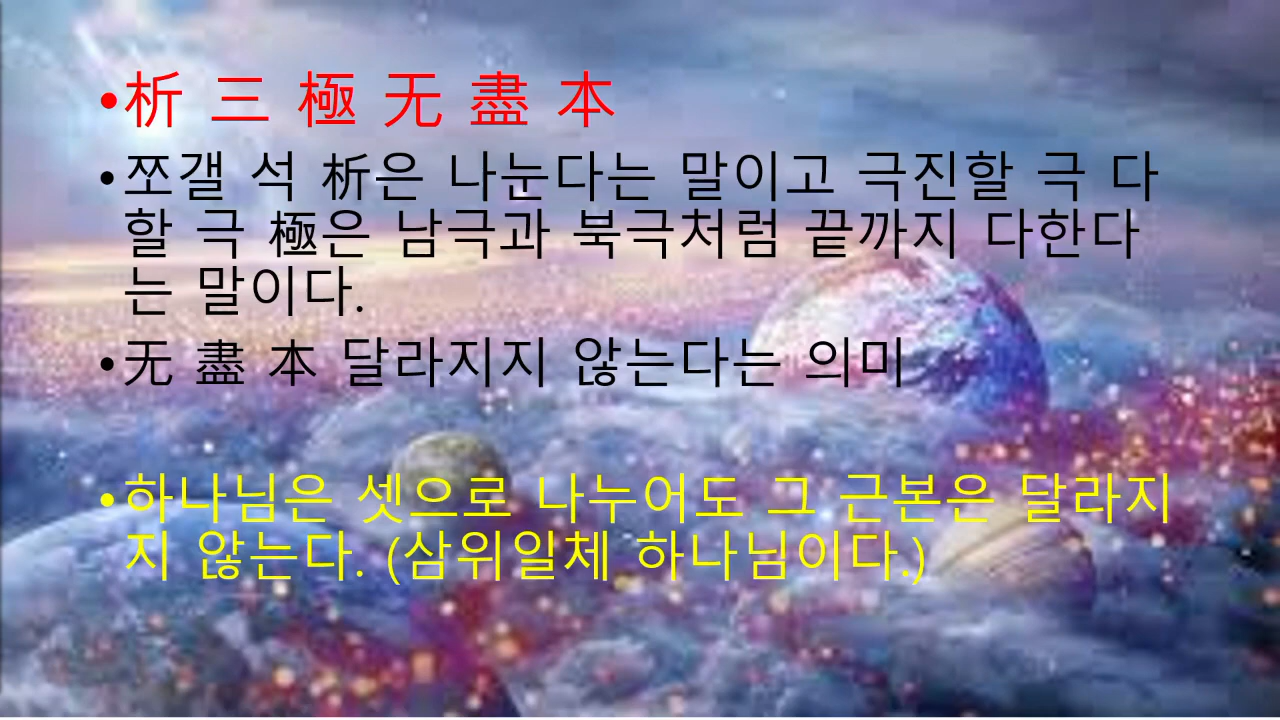 •析 三 極 无 盡 本
•쪼갤 석 析은 나눈다는 말이고 극진할 극 다
할 극 極은 남극과 북극처럼 끝까지 다한다
는 말이다.
•无 盡 本 달라지지 않는다는 의미
•하나님은 셋으로 나누어도 그 근본은 달라지
지 않는다. (삼위일체 하나님이다.)